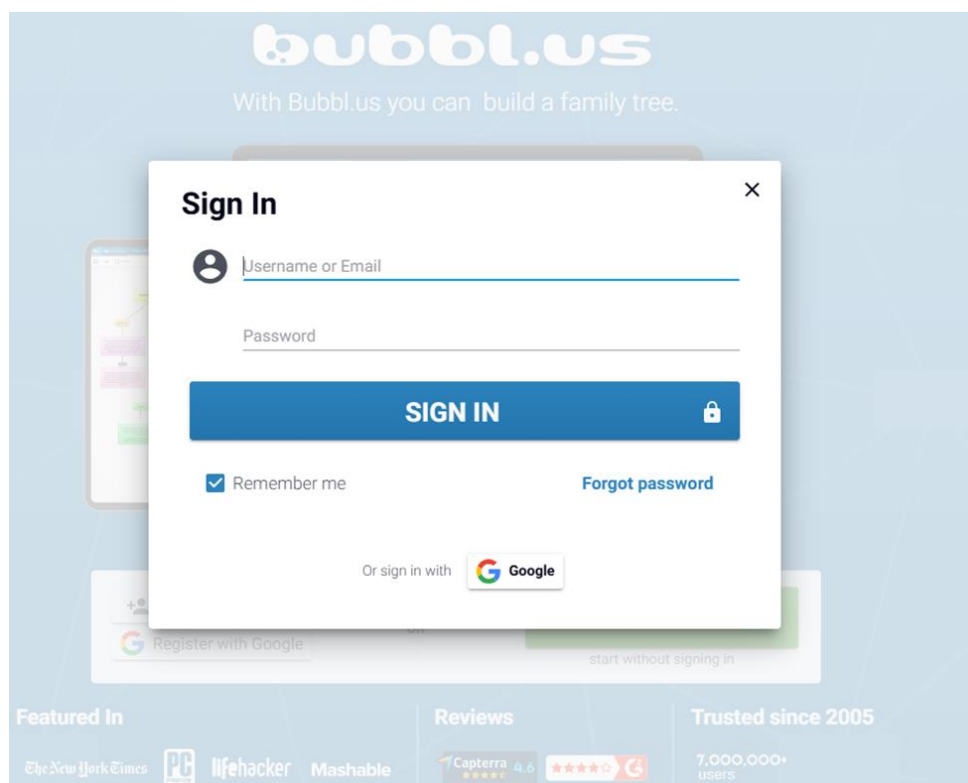 bubbl.us
With Bubbl.us you can build a family tree.
Sign In
Username or Email
Password
SIGN IN
Remember me
Forgot password
Or sign in with Google
Register with Google
start without signing in
Featured In
Reviews
Trusted since 2005
The New York Times
PC
lifehacker
Mashable
Capterra 4.6
7,000,000+
users